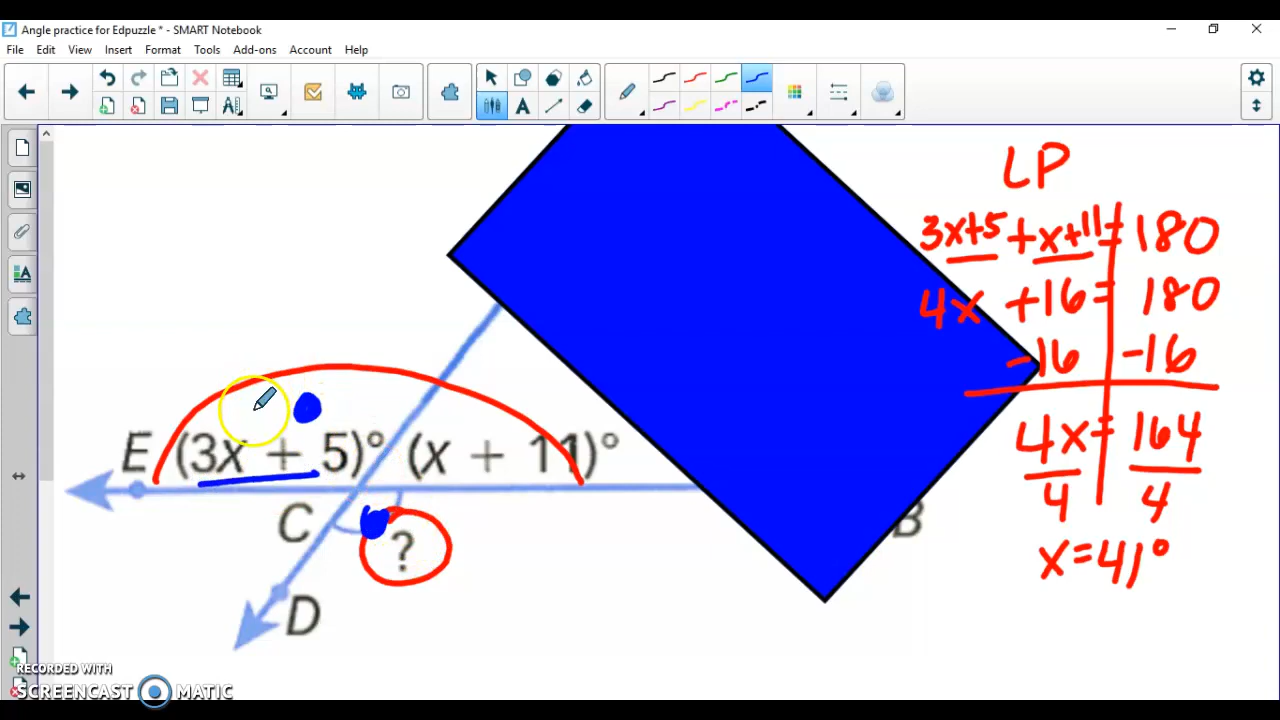 Angle practice for Edpuzzle * - SMART Notebook
File Edit View Insert Format Tools Add-ons Account Help
LP
3x+5 + x+11 = 180
4x +16 = 180
-16 -16
4x = 164
4 4
x = 41°
E (3x + 5)° (x + 11)°
C ? B
D
RECORDED WITH
SCREENCAST MATIC